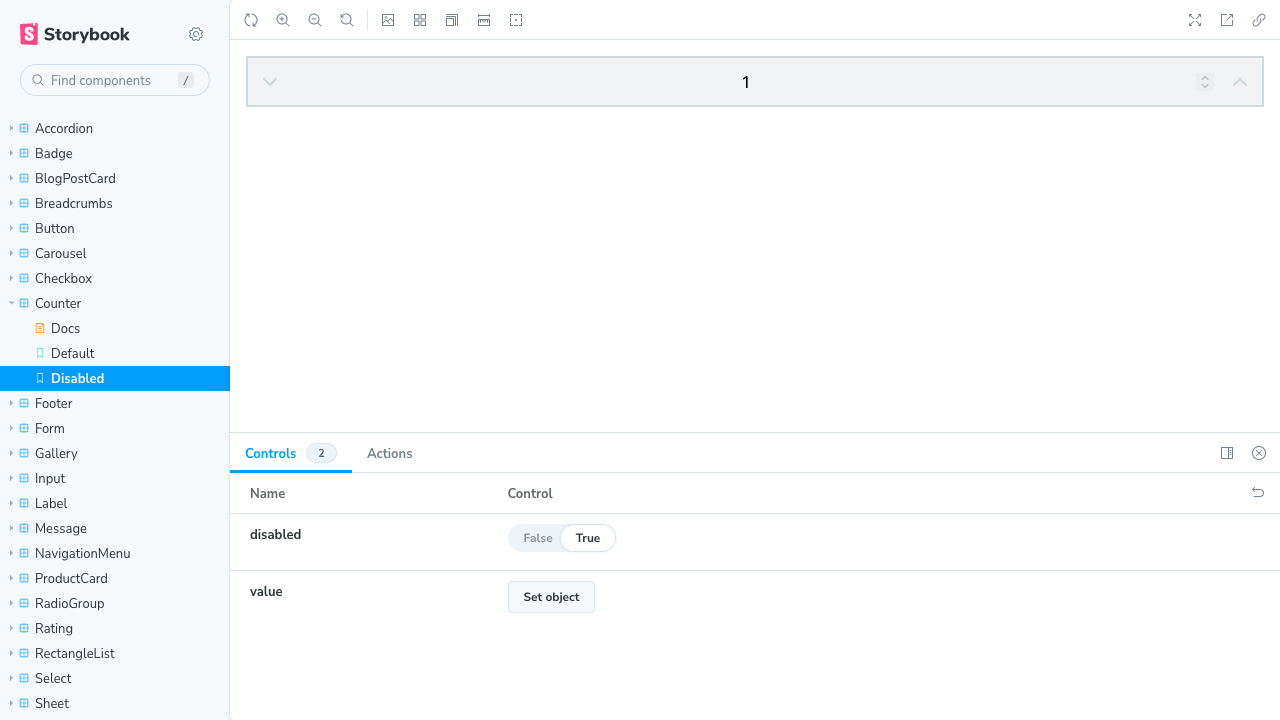 Storybook
Find components
/
Accordion
Badge
BlogPostCard
Breadcrumbs
Button
Carousel
Checkbox
Counter
Docs
Default
Disabled
Footer
Form
Gallery
Input
Label
Message
NavigationMenu
ProductCard
RadioGroup
Rating
RectangleList
Select
Sheet
1
Controls 2 Actions
Name Control
disabled False True
value Set object